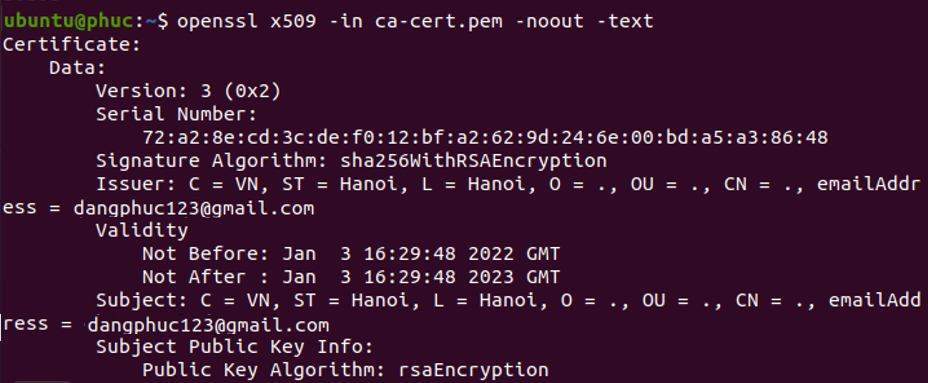 ubuntu@phuc:~$ openssl x509 -in ca-cert.pem -noout -text
Certificate:
    Data:
        Version: 3 (0x2)
        Serial Number:
            72:a2:8e:cd:3c:de:f0:12:bf:a2:62:9d:24:6e:00:bd:a5:a3:86:48
        Signature Algorithm: sha256WithRSAEncryption
        Issuer: C = VN, ST = Hanoi, L = Hanoi, O = ., OU = ., CN = ., emailAddr
ess = dangphuc123@gmail.com
        Validity
            Not Before: Jan  3 16:29:48 2022 GMT
            Not After : Jan  3 16:29:48 2023 GMT
        Subject: C = VN, ST = Hanoi, L = Hanoi, O = ., OU = ., CN = ., emailAdd
ress = dangphuc123@gmail.com
        Subject Public Key Info:
            Public Key Algorithm: rsaEncryption